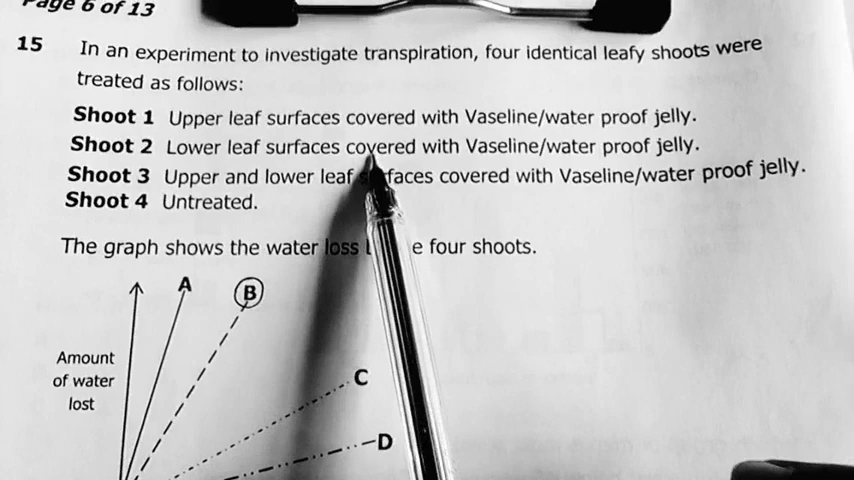 Page 6 of 13
15 In an experiment to investigate transpiration, four identical leafy shoots were
treated as follows:
Shoot 1 Upper leaf surfaces covered with Vaseline/water proof jelly.
Shoot 2 Lower leaf surfaces covered with Vaseline/water proof jelly.
Shoot 3 Upper and lower leaf surfaces covered with Vaseline/water proof jelly.
Shoot 4 Untreated.
The graph shows the water loss four shoots.
A
B
Amount
of water
lost
C
D